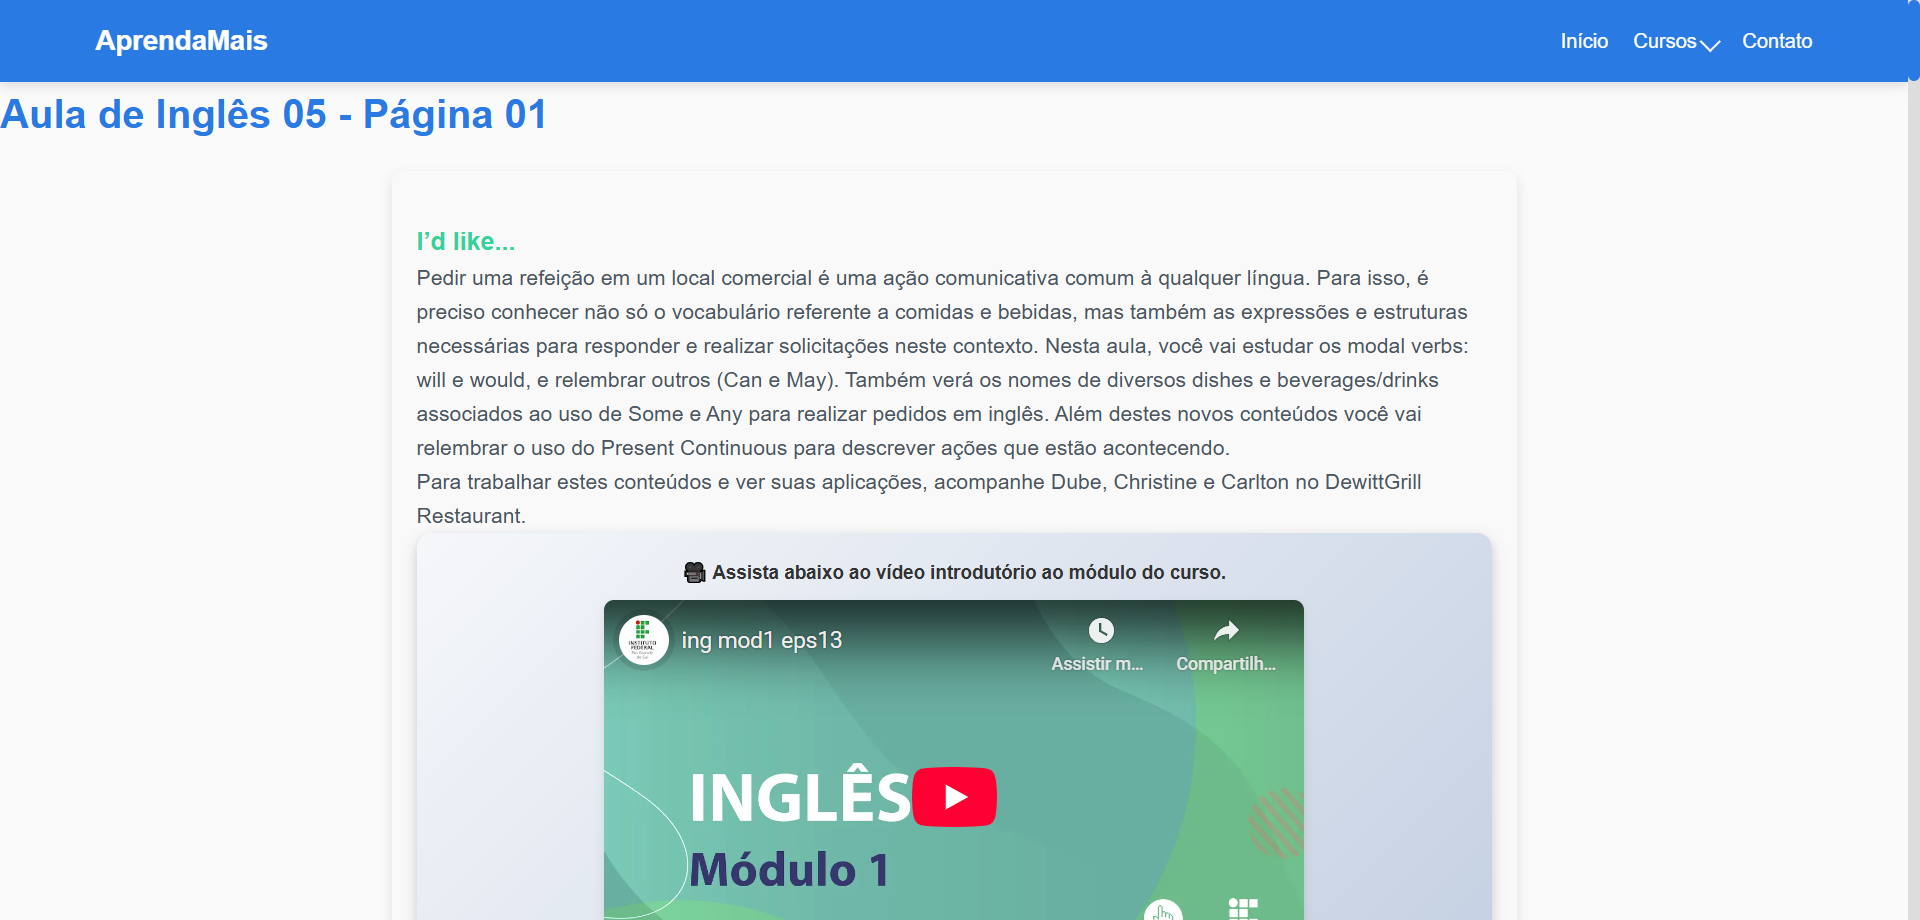 AprendaMais
Início Cursos Contato
Aula de Inglês 05 - Página 01
I’d like...
Pedir uma refeição em um local comercial é uma ação comunicativa comum à qualquer língua. Para isso, é
preciso conhecer não só o vocabulário referente a comidas e bebidas, mas também as expressões e estruturas
necessárias para responder e realizar solicitações neste contexto. Nesta aula, você vai estudar os modal verbs:
will e would, e relembrar outros (Can e May). Também verá os nomes de diversos dishes e beverages/drinks
associados ao uso de Some e Any para realizar pedidos em inglês. Além destes novos conteúdos você vai
relembrar o uso do Present Continuous para descrever ações que estão acontecendo.
Para trabalhar estes conteúdos e ver suas aplicações, acompanhe Dube, Christine e Carlton no DewittGrill
Restaurant.
Assista abaixo ao vídeo introdutório ao módulo do curso.
INSTITUTO
FEDERAL
Rio Grande
do Sul
ing mod1 eps13
Assistir m...
Compartilh...
INGLÊS
Módulo 1